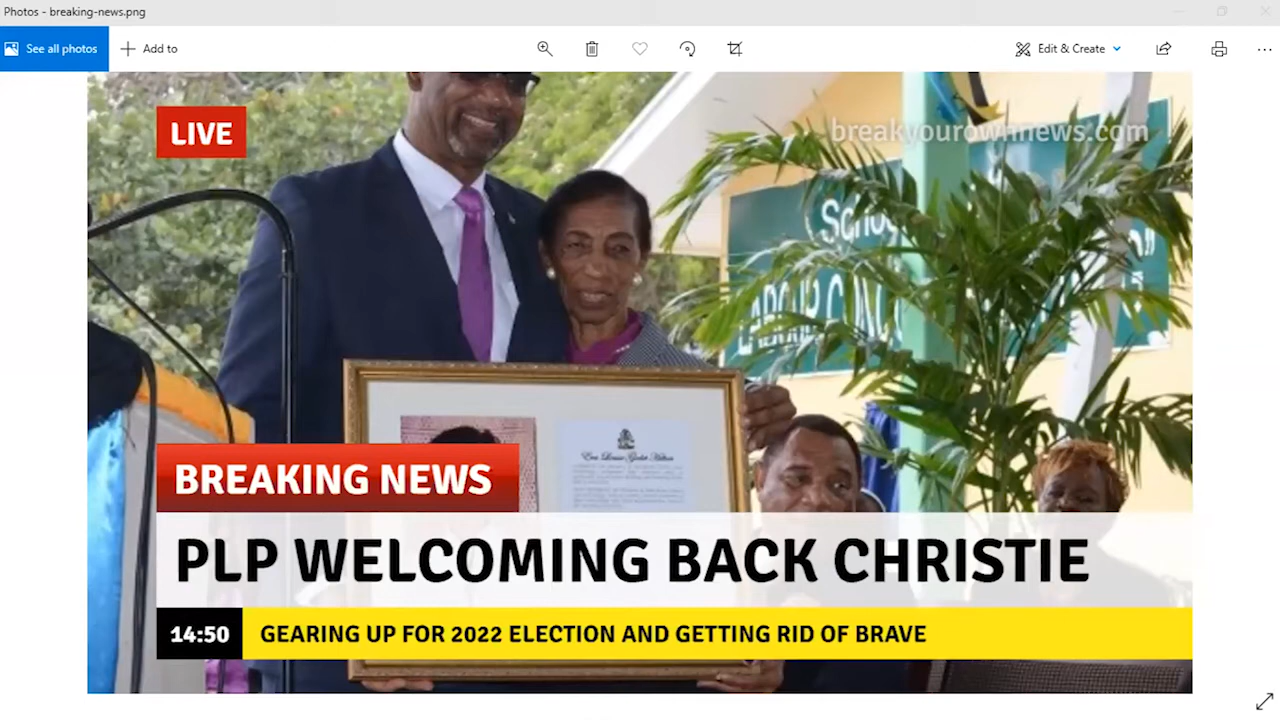 Photos - breaking-news.png
See all photos
Add to
Edit & Create
LIVE
breakyourownnews.com
School
BREAKING NEWS
PLP WELCOMING BACK CHRISTIE
14:50
GEARING UP FOR 2022 ELECTION AND GETTING RID OF BRAVE